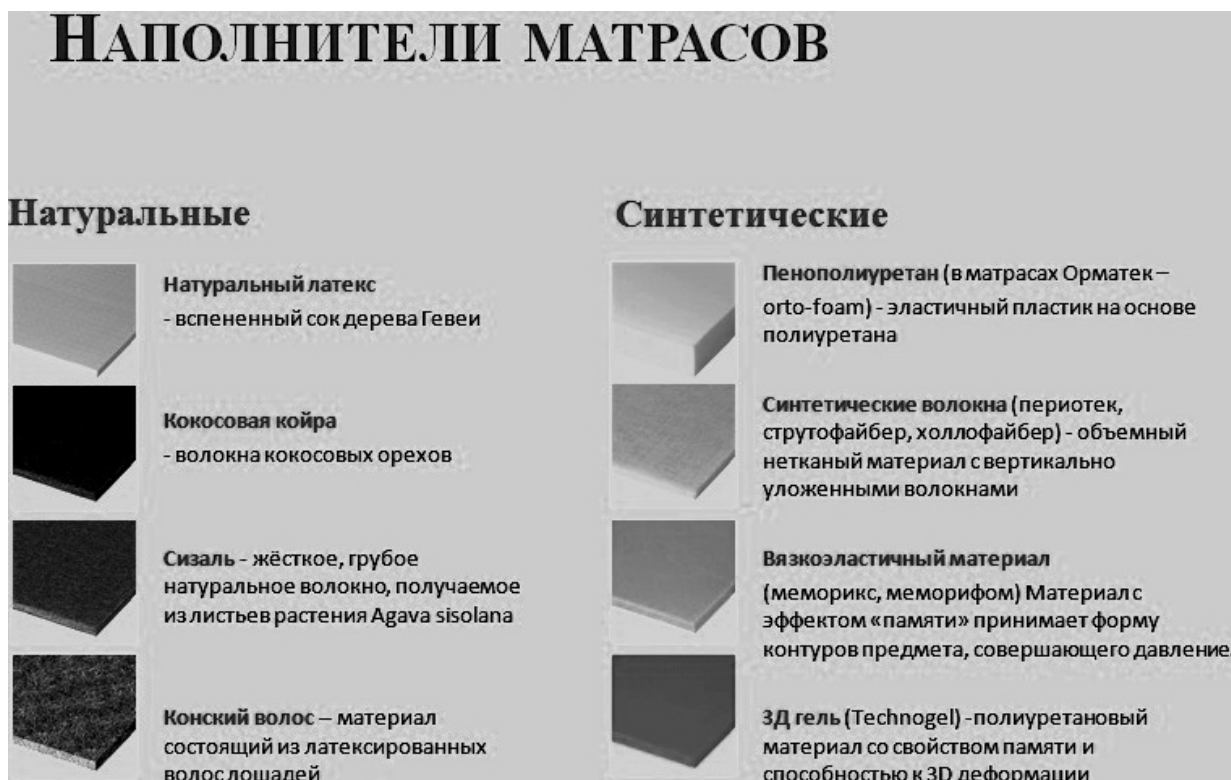 Наполнители матрасов
Натуральные
Натуральный латекс
- вспененный сок дерева Гевеи
Кокосовая койра
- волокна кокосовых орехов
Сизаль - жёсткое, грубое
натуральное волокно, получаемое
из листьев растения Agava sisolana
Конский волос – материал
состоящий из латексированных
волос лошадей
Синтетические
Пенополиуретан (в матрасах Орматек –
orto-foam) - эластичный пластик на основе
полиуретана
Синтетические волокна (периотек,
струтофайбер, холлофайбер) - объемный
нетканый материал с вертикально
уложенными волокнами
Вязкоэластичный материал
(меморикс, меморифом) Материал с
эффектом «памяти» принимает форму
контуров предмета, совершающего давление.
3Д гель (Technogel) -полиуретановый
материал со свойством памяти и
способностью к 3D деформации